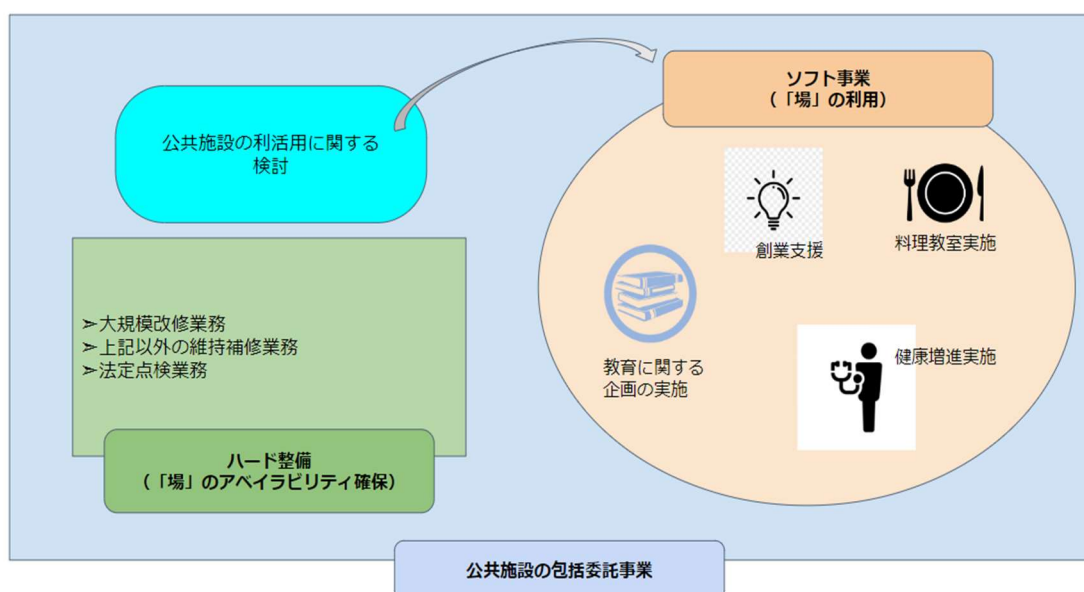 ソフト事業
（「場」の利用）
公共施設の利活用に関する
検討
創業支援
料理教室実施
➢大規模改修業務
➢上記以外の維持補修業務
➢法定点検業務
教育に関する
企画の実施
健康増進実施
ハード整備
（「場」のアベイラビリティ確保）
公共施設の包括委託事業